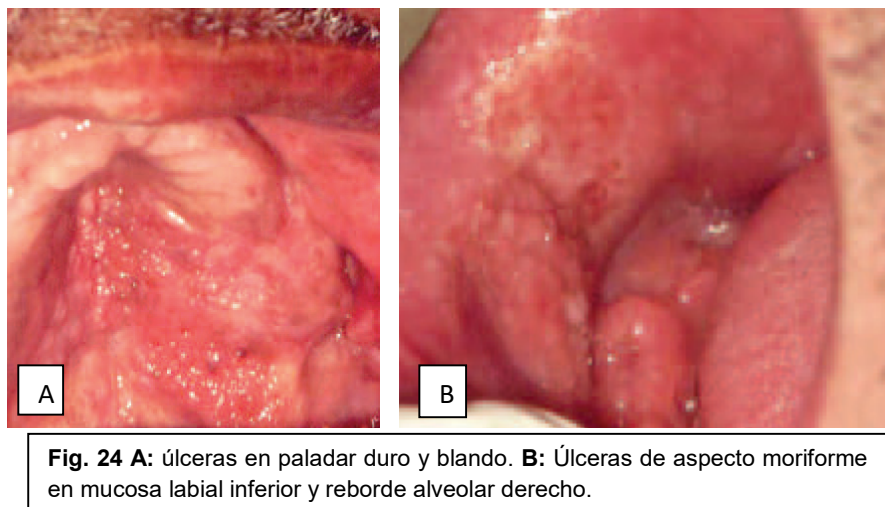 A
B
Fig. 24 A: úlceras en paladar duro y blando. B: Úlceras de aspecto moriforme
en mucosa labial inferior y reborde alveolar derecho.